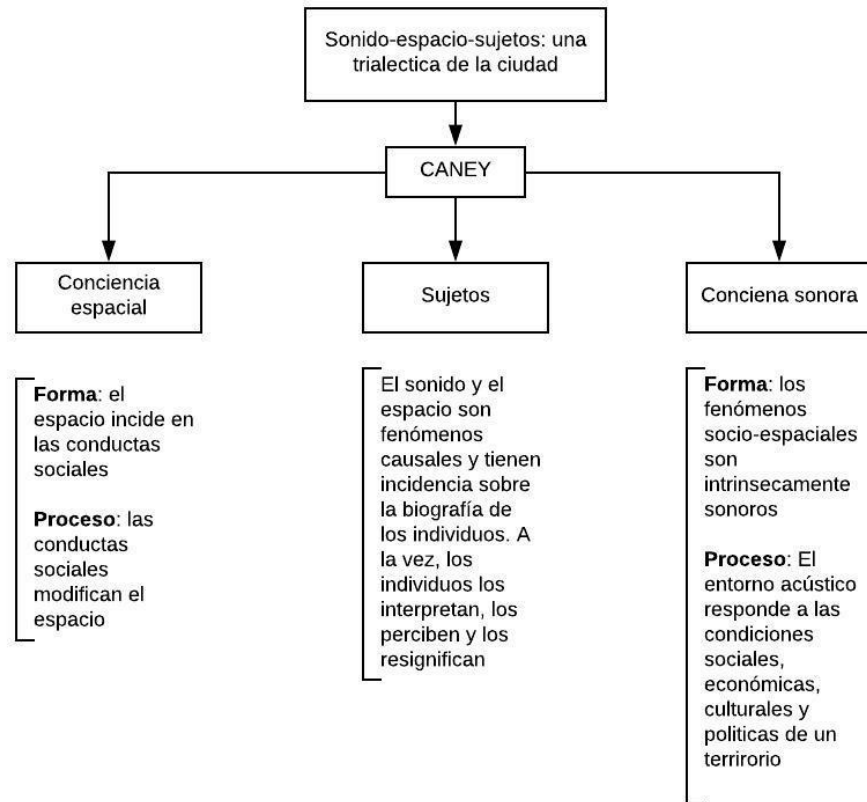 Sonido-espacio-sujetos: una
trialectica de la ciudad
CANEY
Conciencia
espacial
Sujetos
Conciena sonora
Forma: el
espacio incide en
las conductas
sociales
Proceso: las
conductas
sociales
modifican el
espacio
El sonido y el
espacio son
fenómenos
causales y tienen
incidencia sobre
la biografía de
los individuos. A
la vez, los
individuos los
interpretan, los
perciben y los
resignifican
Forma: los
fenómenos
socio-espaciales
son
intrinsecamente
sonoros
Proceso: El
entorno acústico
responde a las
condiciones
sociales,
económicas,
culturales y
politicas de un
terrirorio